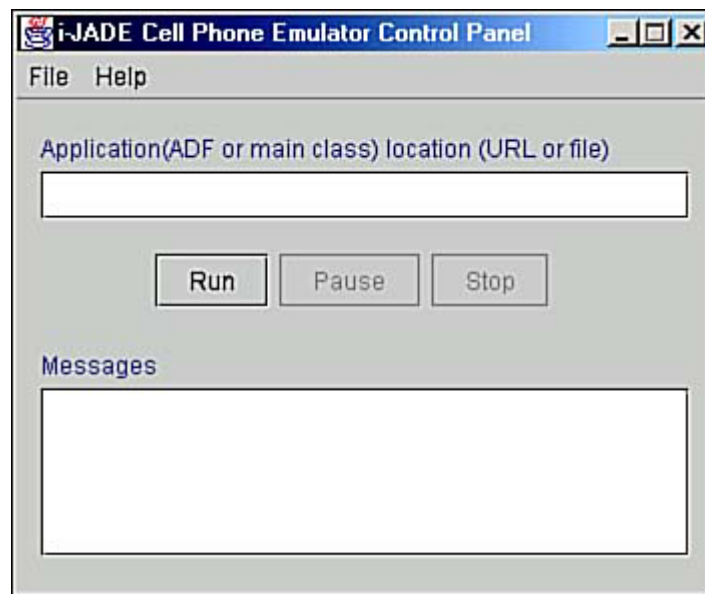 i-JADE Cell Phone Emulator Control Panel
File Help
Application(ADF or main class) location (URL or file)
Run Pause Stop
Messages